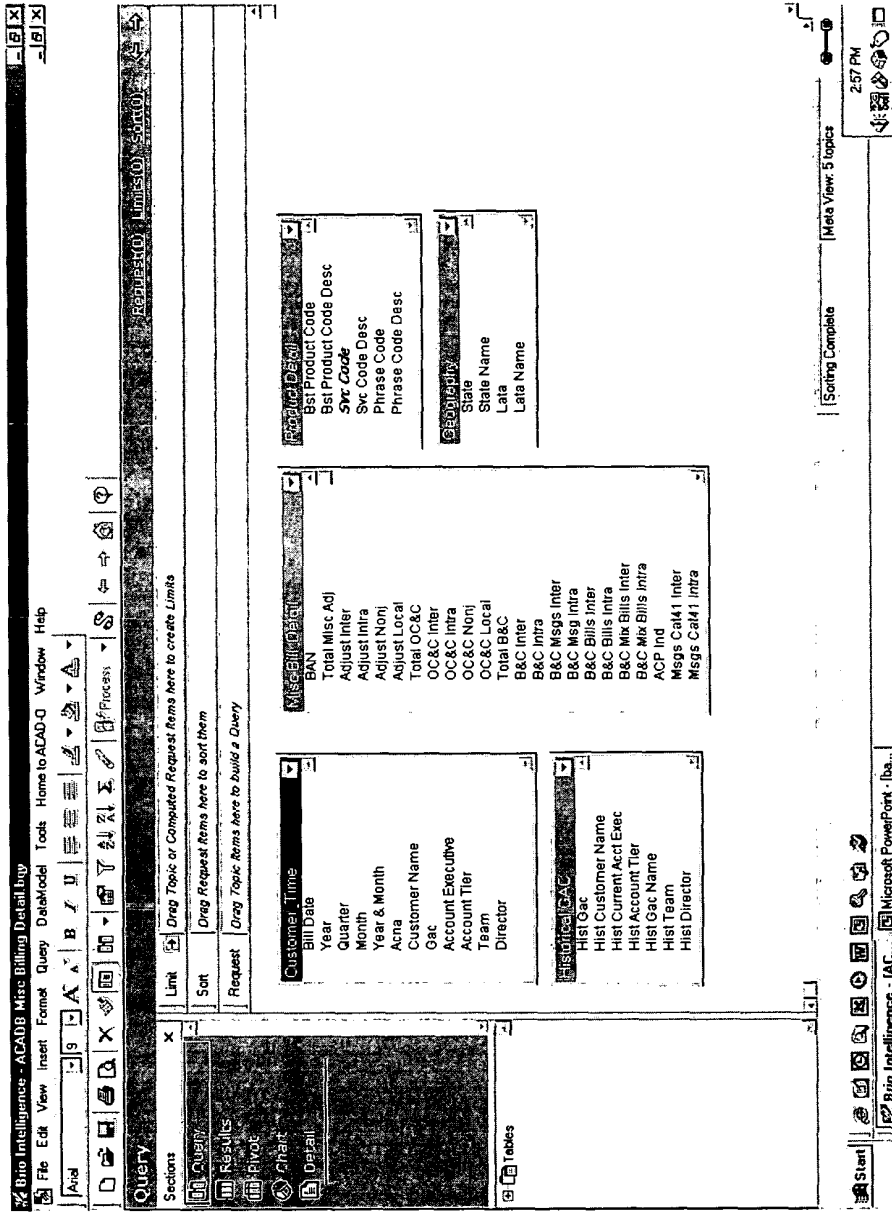 Brio Intelligence - ACADB Misc Billing Detail.bqy
File Edit View Insert Format Query DataModel Tools Home to ACAD-O Window Help
Arial 9 A A B I U
Process
Query Request(0) Limits(0) Sort(0)
Sections
Query
Results
Pivot
Chart
Detail
Tables
Limit Drag Topic or Computed Request Items here to create Limits
Sort Drag Request Items here to sort them
Request Drag Topic Items here to build a Query
Customer_Time
Bill Date
Year
Quarter
Month
Year & Month
Acna
Customer Name
Gac
Account Executive
Account Tier
Team
Director
Historical GAC
Hist Gac
Hist Customer Name
Hist Current Acct Exec
Hist Account Tier
Hist Gac Name
Hist Team
Hist Director
Misc Bill Detail
BAN
Total Misc Adj
Adjust Inter
Adjust Intra
Adjust Nonj
Adjust Local
Total OC&C
OC&C Inter
OC&C Intra
OC&C Nonj
OC&C Local
Total B&C
B&C Inter
B&C Intra
B&C Msgs Inter
B&C Msg Intra
B&C Bills Inter
B&C Bills Intra
B&C Mix Bills Inter
B&C Mix Bills Intra
ACP Ind
Msgs Cat41 Inter
Msgs Cat41 Intra
Product Detail
Bst Product Code
Bst Product Code Desc
Svc Code
Svc Code Desc
Phrase Code
Phrase Code Desc
Geography
State
State Name
Lata
Lata Name
Sorting Complete Meta View: 5 topics
Start Brio Intelligence - [AC... Microsoft PowerPoint - [ba... 2:57 PM